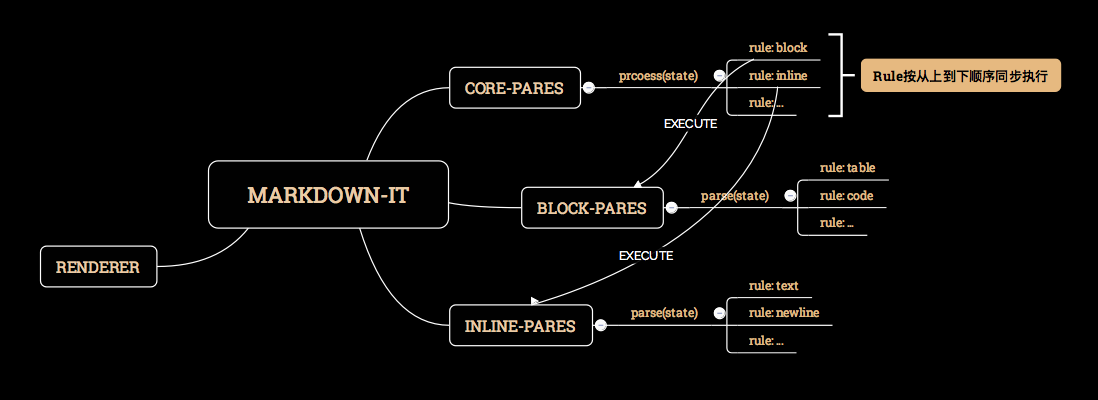 MARKDOWN-IT
CORE-PARES
prcoess(state)
rule: block
rule: inline
rule:...
Rule按从上到下顺序同步执行
EXECUTE
BLOCK-PARES
parse(state)
rule: table
rule: code
rule: ...
EXECUTE
RENDERER
INLINE-PARES
parse(state)
rule: text
rule: newline
rule: ...